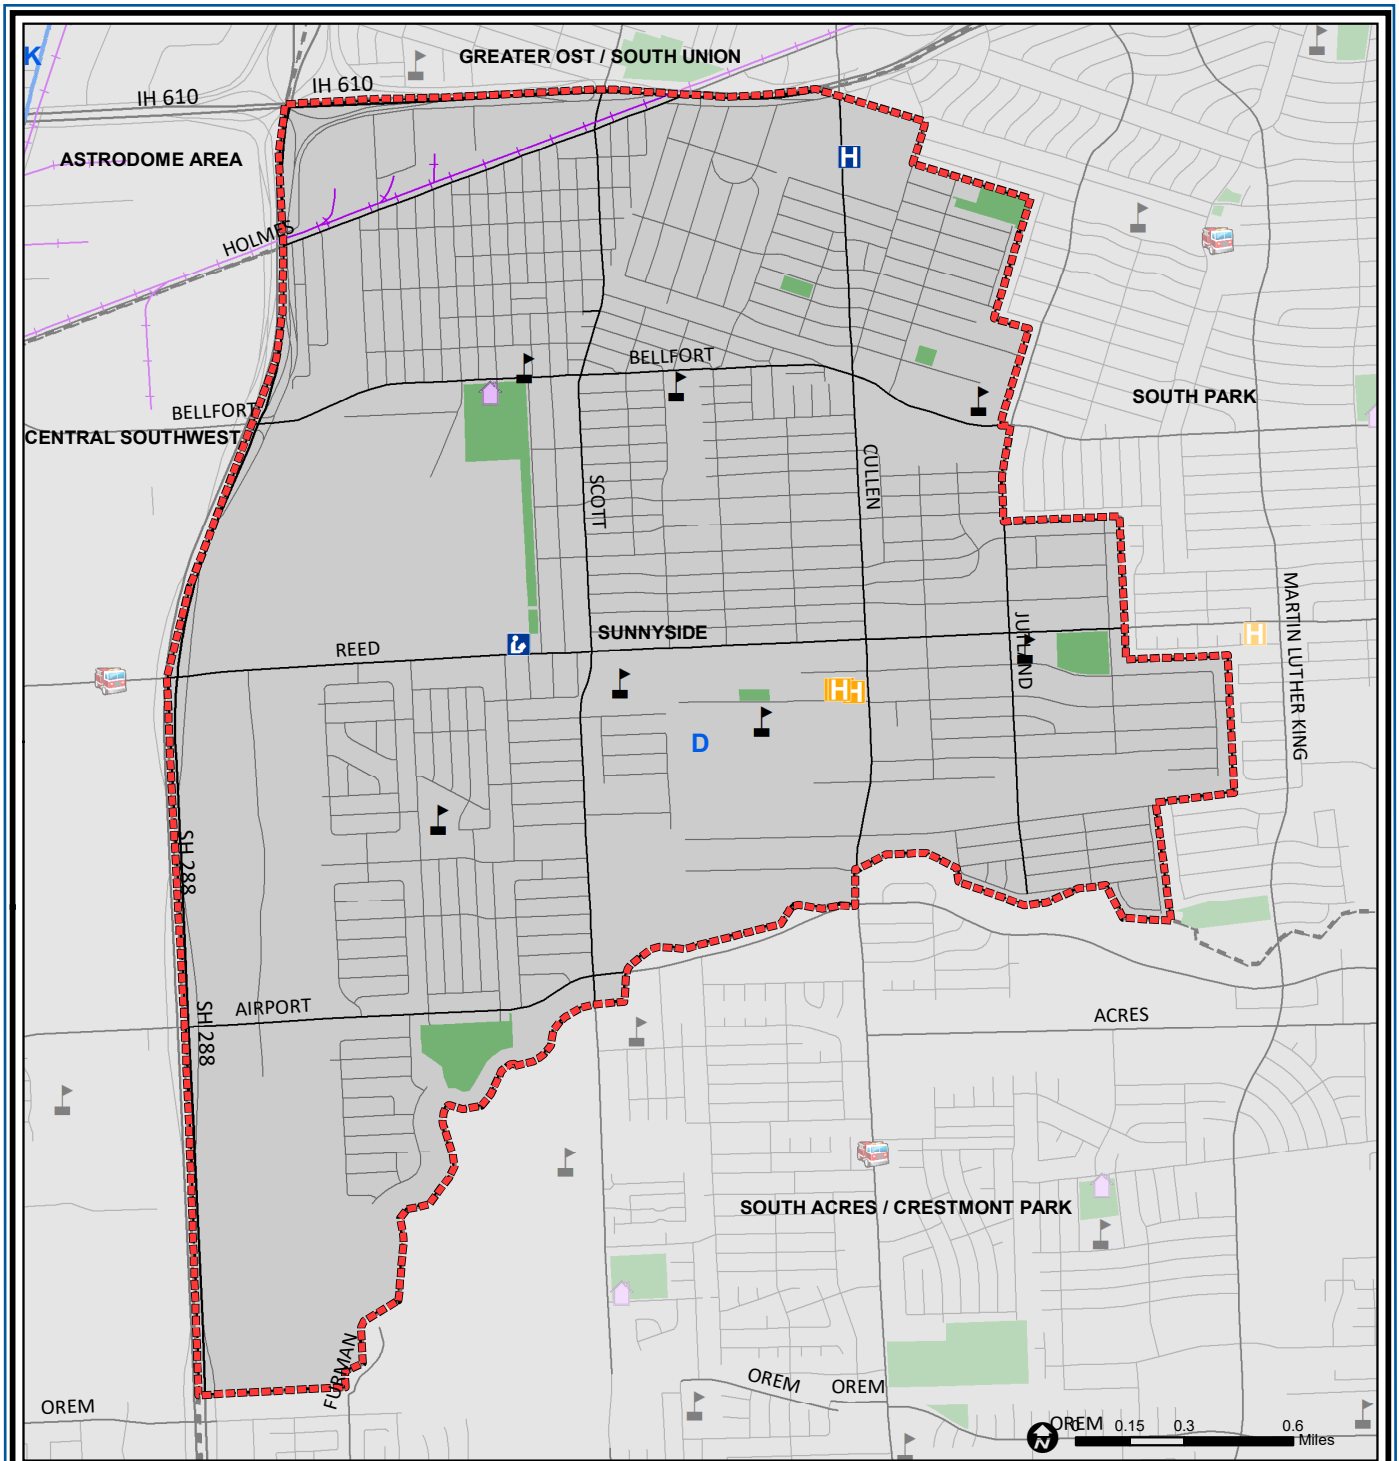 GREATER OST / SOUTH UNION
K
IH 610
IH 610
ASTRODOME AREA
H
HOLMES
BELLFORT
SOUTH PARK
BELLFORT
CENTRAL SOUTHWEST
CULLEN
SCOTT
MARTIN LUTHER KING
JUTLAND
SUNNYSIDE
H
REED
H
H
D
SH 288
SH 288
AIRPORT
ACRES
SOUTH ACRES / CRESTMONT PARK
FURMAN
OREM
OREM
OREM
OREM
0 0.15 0.3 0.6
Miles
N